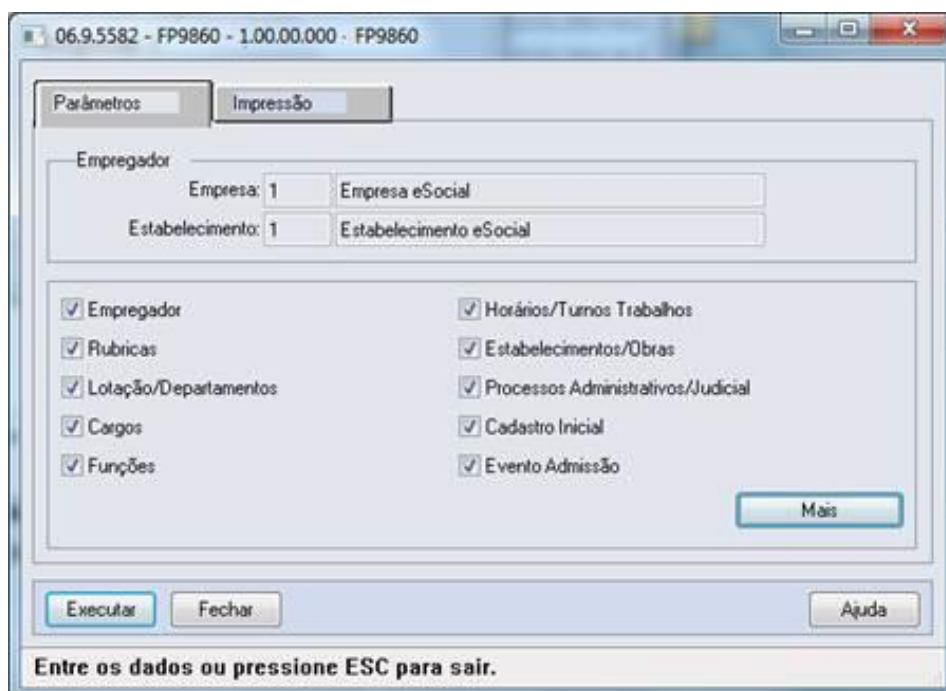 06.9.5582 - FP9860 - 1.00.00.000 - FP9860
Parâmetros Impressão
Empregador
Empresa: 1 Empresa eSocial
Estabelecimento: 1 Estabelecimento eSocial
Empregador Horários/Turnos Trabalhos
Rubricas Estabelecimentos/Obras
Lotação/Departamentos Processos Administrativos/Judicial
Cargos Cadastro Inicial
Funções Evento Admissão
Mais
Executar Fechar Ajuda
Entre os dados ou pressione ESC para sair.